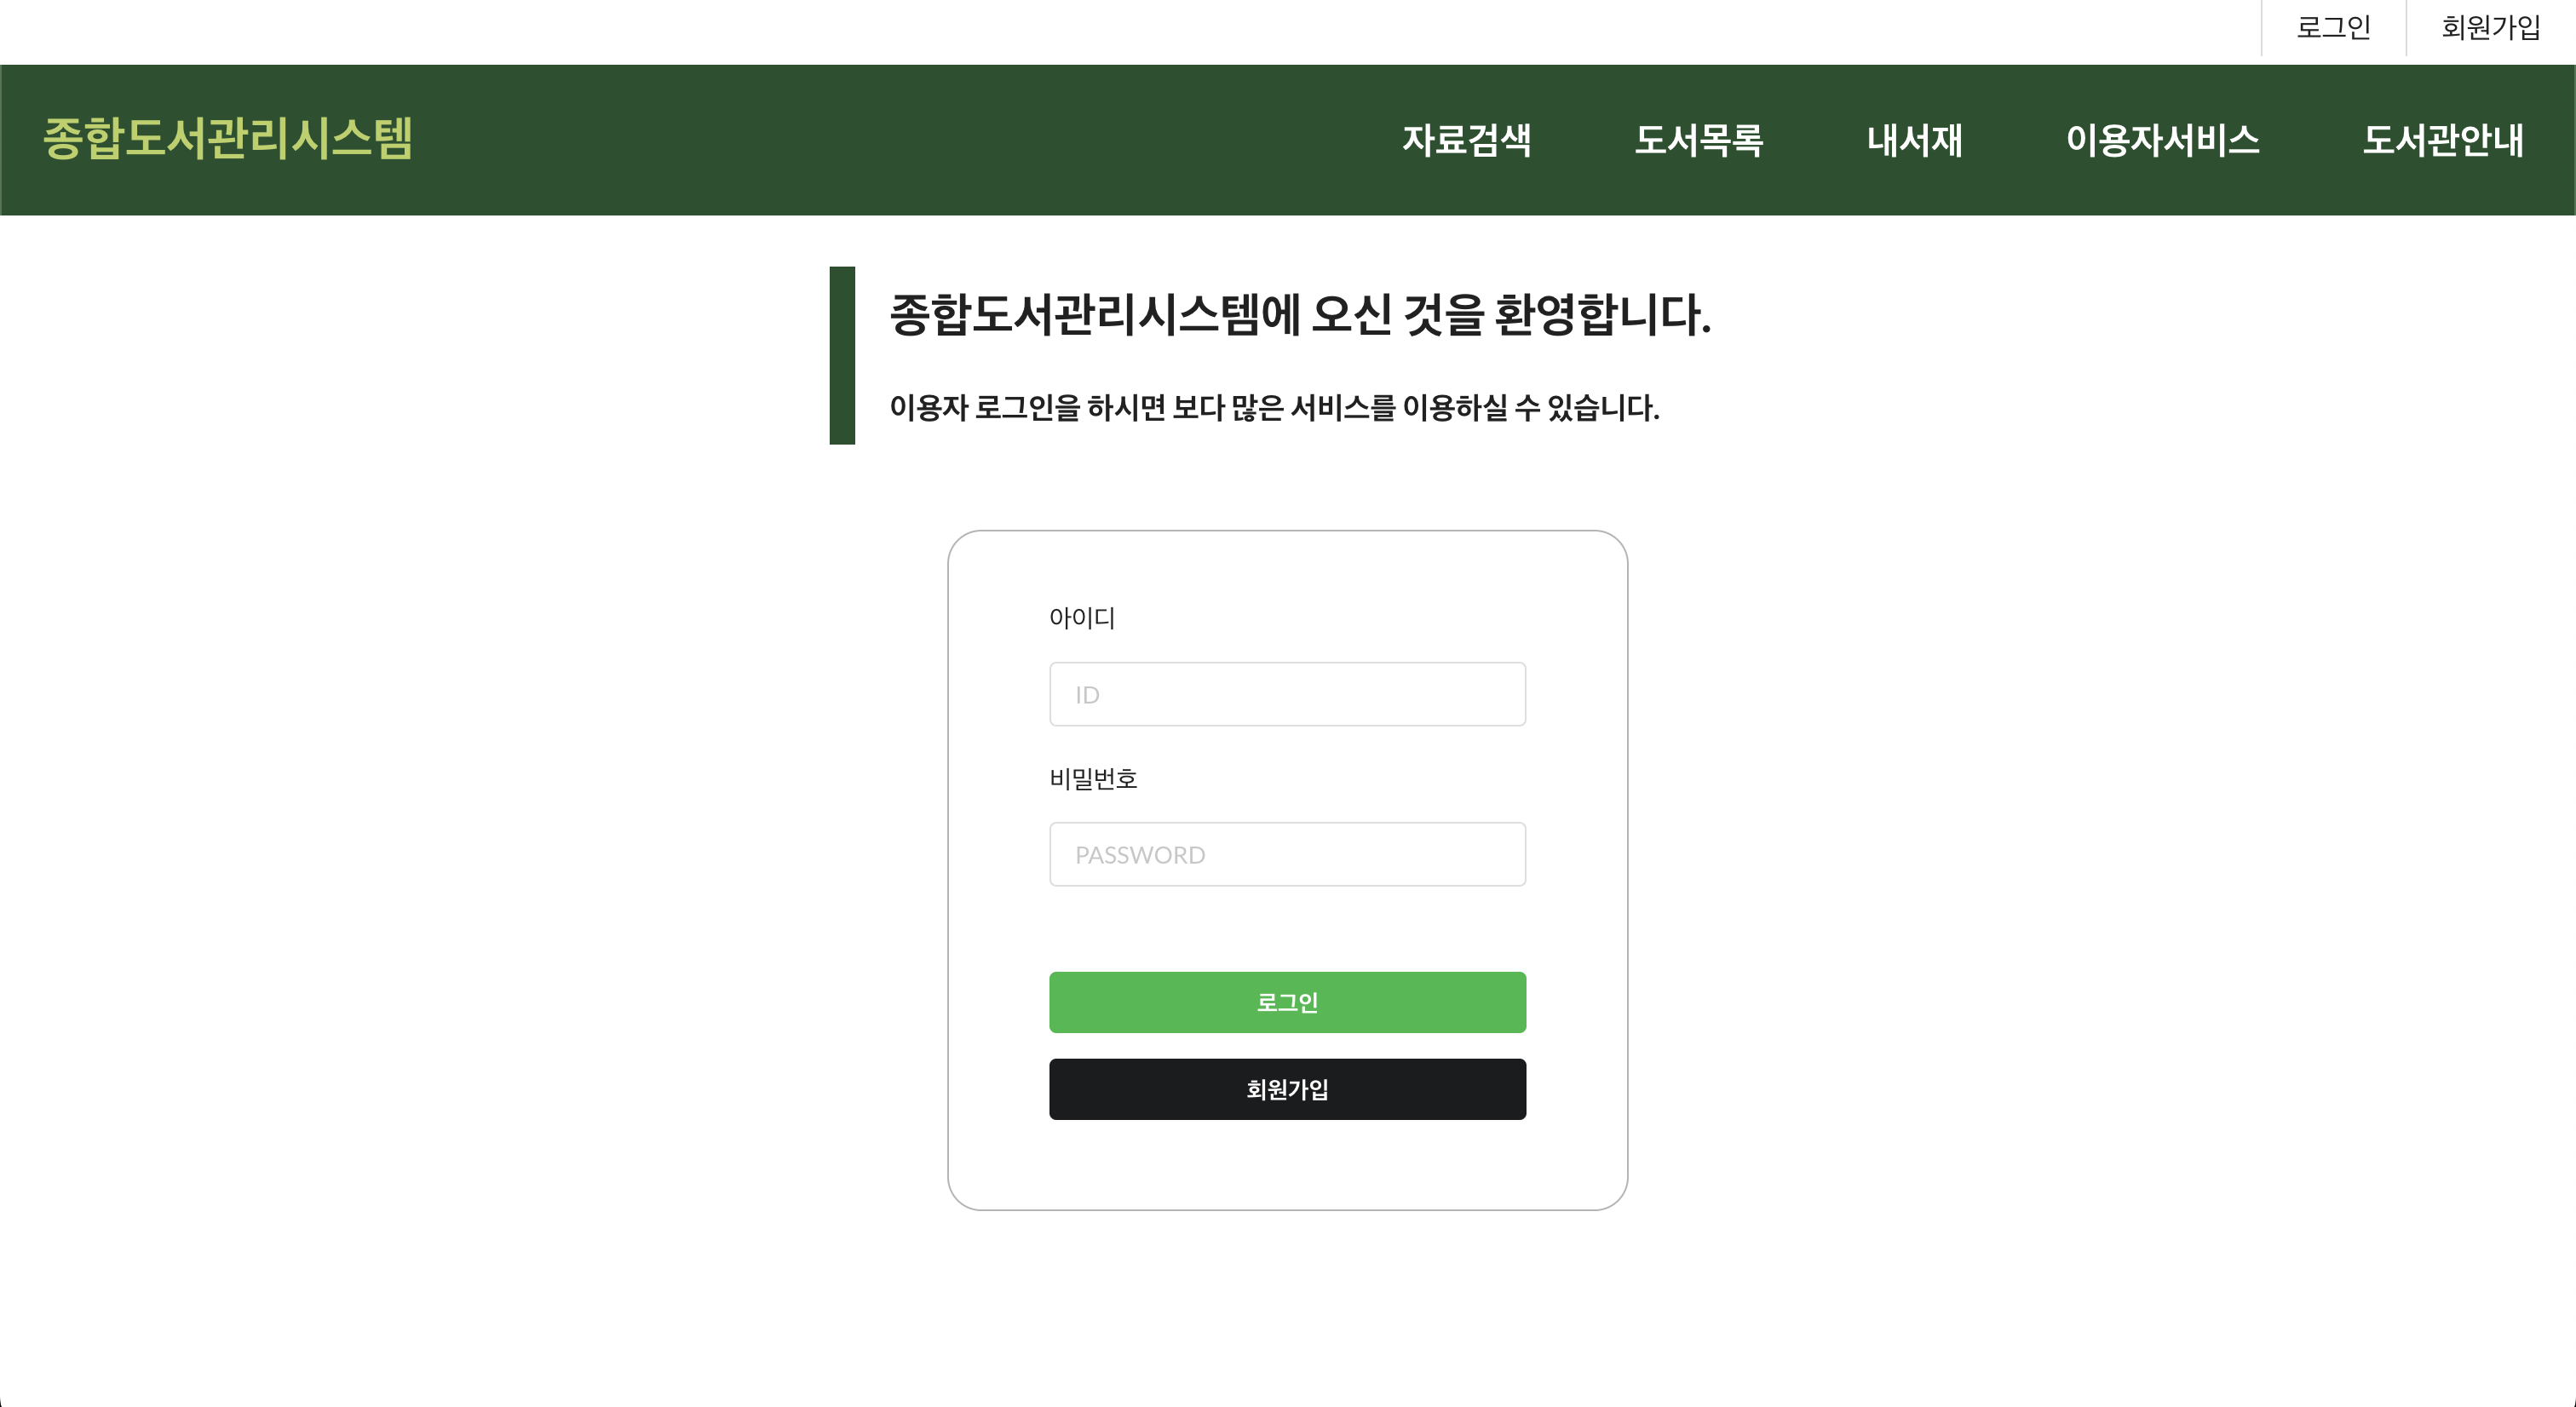 로그인 회원가입
종합도서관리시스템 자료검색 도서목록 내서재 이용자서비스 도서관안내
종합도서관리시스템에 오신 것을 환영합니다.
이용자 로그인을 하시면 보다 많은 서비스를 이용하실 수 있습니다.
아이디
ID
비밀번호
PASSWORD
로그인
회원가입